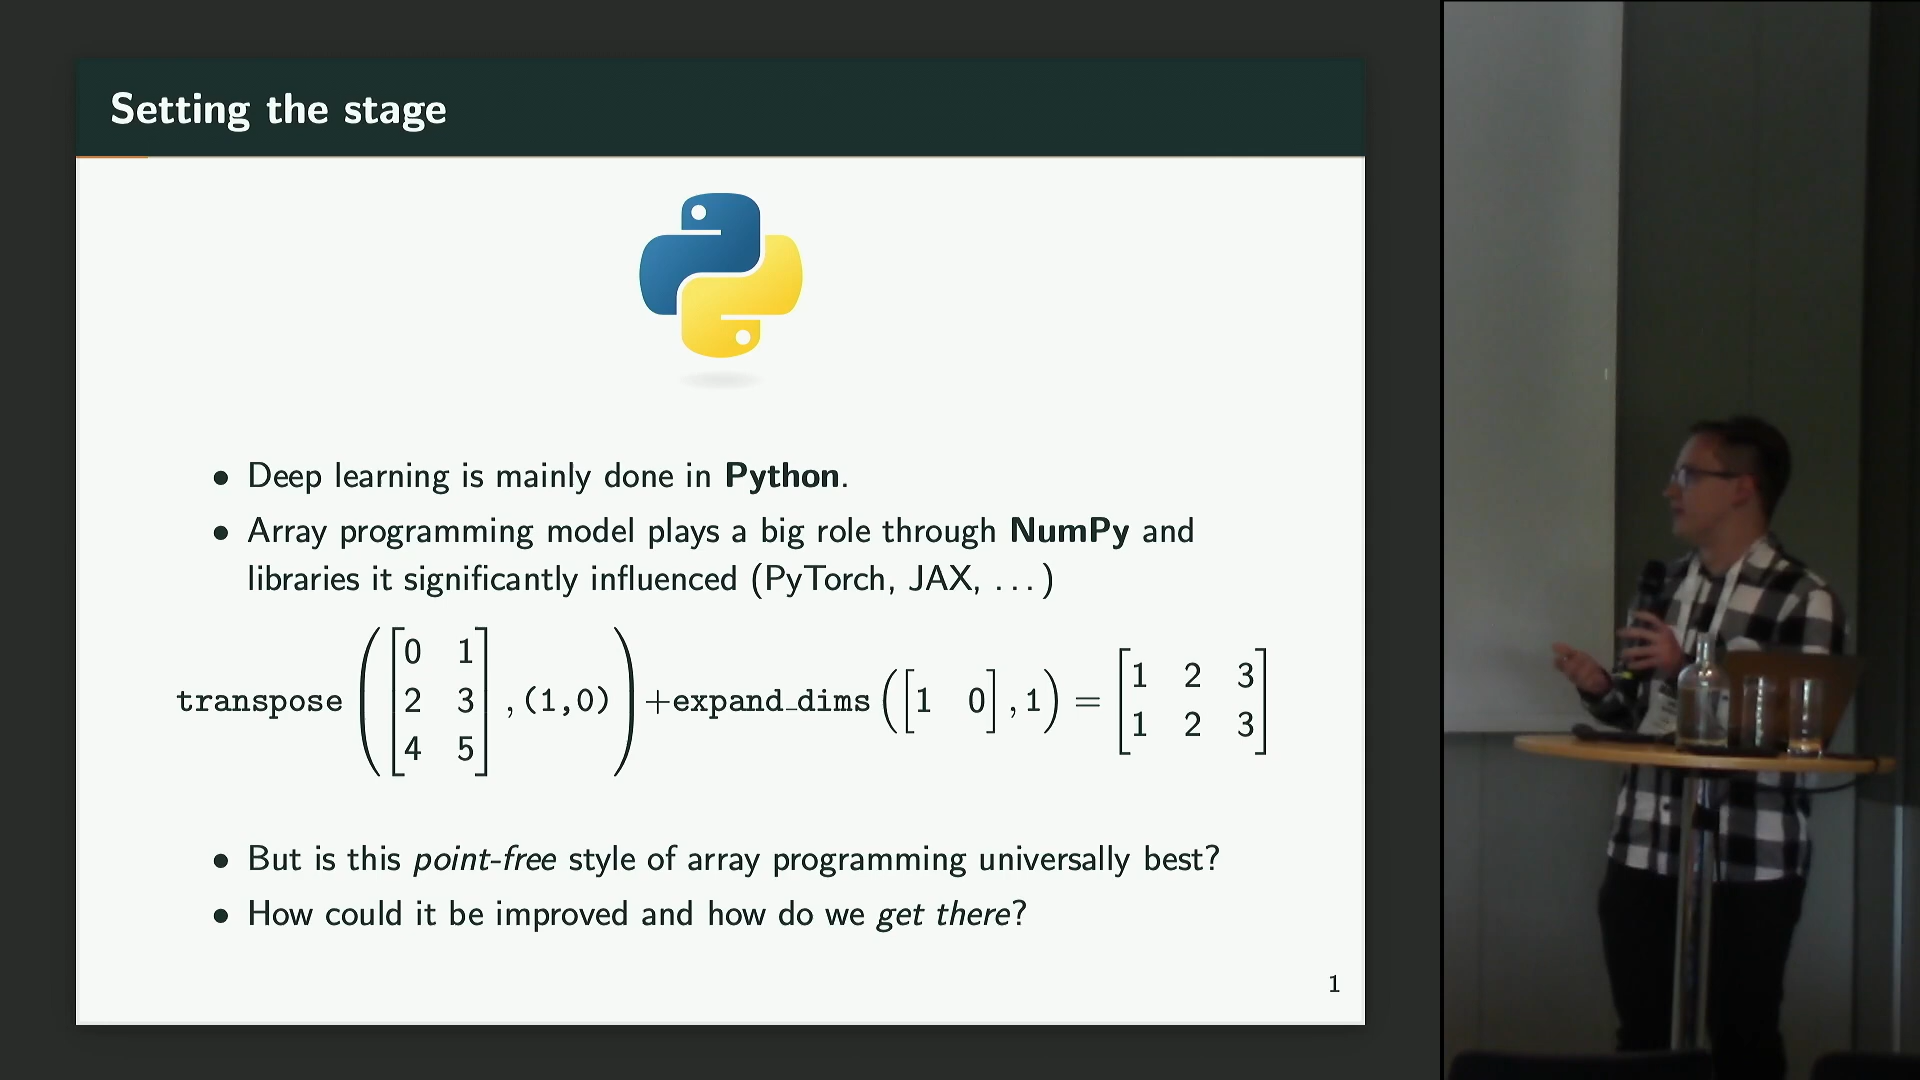 Setting the stage
• Deep learning is mainly done in Python.
• Array programming model plays a big role through NumPy and
libraries it significantly influenced (PyTorch, JAX, ...)
transpose([0 1; 2 3; 4 5], (1,0)) + expand_dims([1 0], 1) = [1 2 3; 1 2 3]
• But is this point-free style of array programming universally best?
• How could it be improved and how do we get there?
1